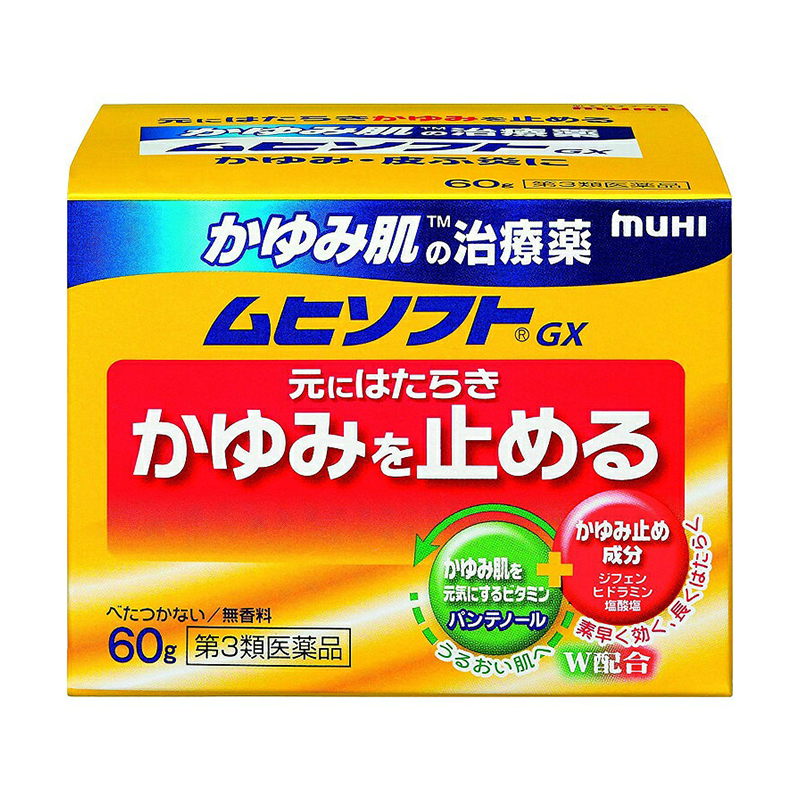 muHI
元にはたらきかゆみを止める
かゆみ肌™の治療薬
ムヒソフトGX
かゆみ・皮ふ炎に
60g 第3類医薬品
かゆみ肌™の治療薬 muHI
ムヒソフト®GX
元にはたらき
かゆみを止める
かゆみ肌を
元気にするビタミン
パンテノール
うるおい肌へ
+
かゆみ止め
成分
ジフェン
ヒドラミン
塩酸塩
素早く効く、長くはたらく
W配合
べたつかない/無香料
60g 第3類医薬品